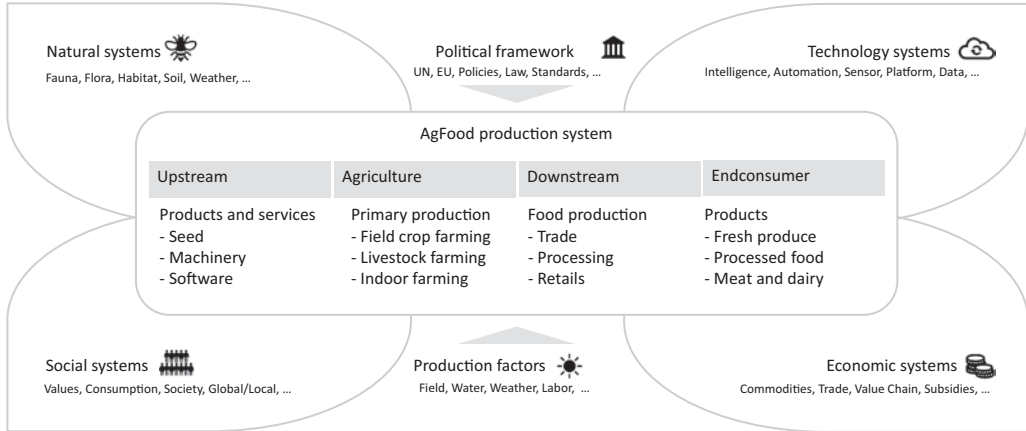 Natural systems
Fauna, Flora, Habitat, Soil, Weather, ...
Political framework
UN, EU, Policies, Law, Standards, ...
Technology systems
Intelligence, Automation, Sensor, Platform, Data, ...
AgFood production system
Upstream
Products and services
- Seed
- Machinery
- Software
Agriculture
Primary production
- Field crop farming
- Livestock farming
- Indoor farming
Downstream
Food production
- Trade
- Processing
- Retails
Endconsumer
Products
- Fresh produce
- Processed food
- Meat and dairy
Social systems
Values, Consumption, Society, Global/Local, ...
Production factors
Field, Water, Weather, Labor, ...
Economic systems
Commodities, Trade, Value Chain, Subsidies, ...